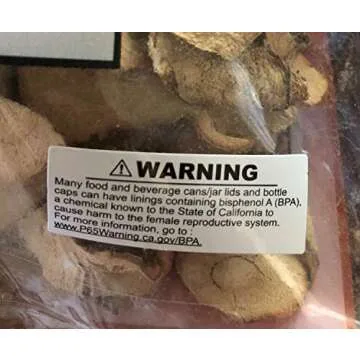 ⚠ WARNING
Many food and beverage cans/jar lids and bottle
caps can have linings containing bisphenol A (BPA),
a chemical known to the State of California to
cause harm to the female reproductive system.
For more information, go to :
www.P65Warning.ca.gov/BPA.